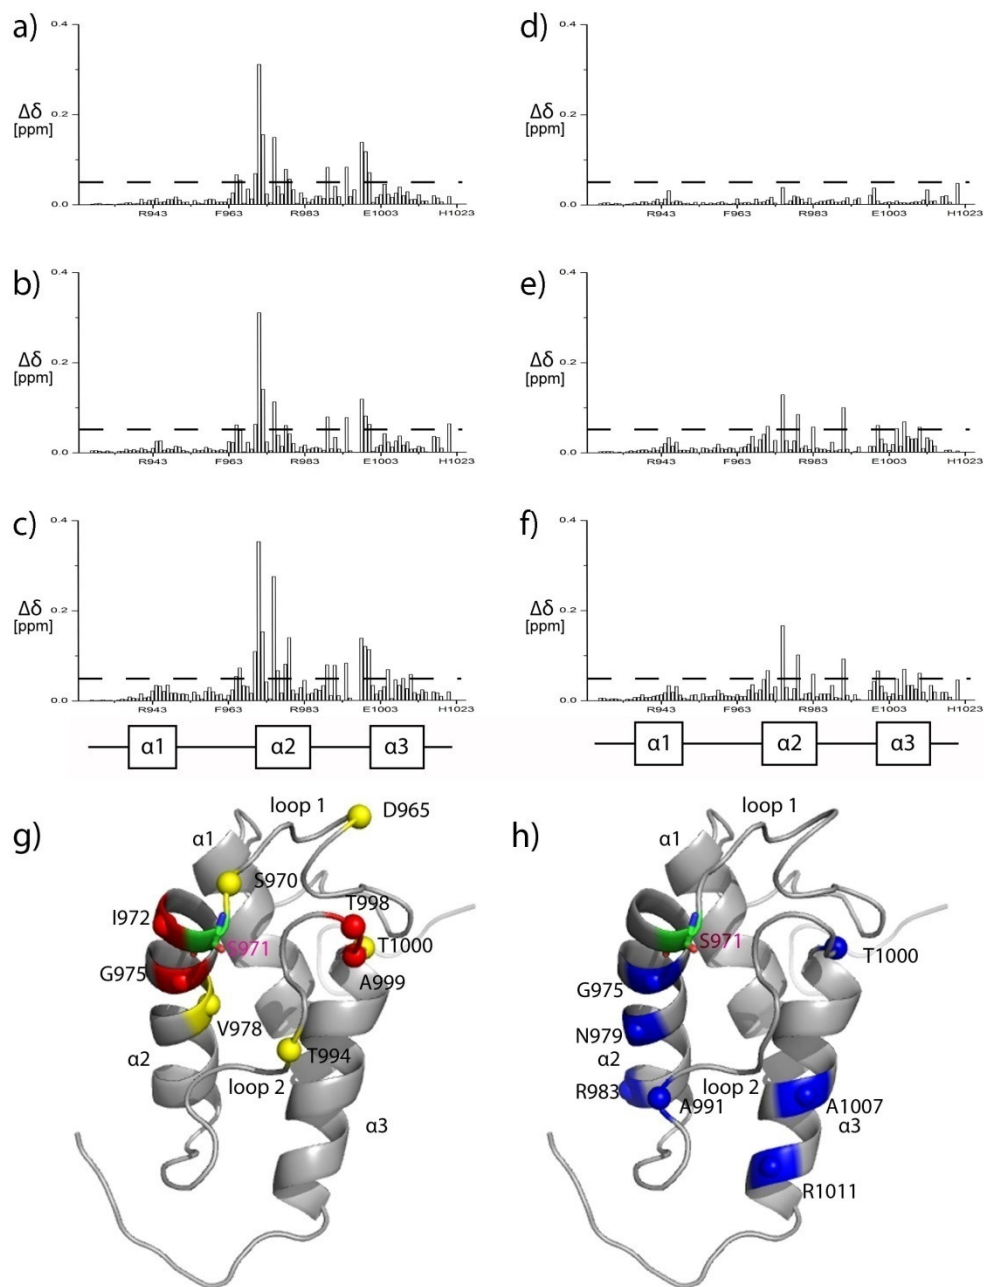 a)
0.4
0.2
0.0
Δδ
[ppm]
R943 F963 R983 E1003 H1023
d)
0.4
0.2
0.0
Δδ
[ppm]
R943 F963 R983 E1003 H1023
b)
0.4
0.2
0.0
Δδ
[ppm]
R943 F963 R983 E1003 H1023
e)
0.4
0.2
0.0
Δδ
[ppm]
R943 F963 R983 E1003 H1023
c)
0.4
0.2
0.0
Δδ
[ppm]
R943 F963 R983 E1003 H1023
α1 α2 α3
f)
0.4
0.2
0.0
Δδ
[ppm]
R943 F963 R983 E1003 H1023
α1 α2 α3
g)
loop 1
D965
α1
S970
T998
I972
S971
T1000
G975
A999
V978
T994
α2
loop 2
α3
h)
loop 1
α1
S971
T1000
G975
N979
α2
loop 2
R983
A991
A1007
α3
R1011